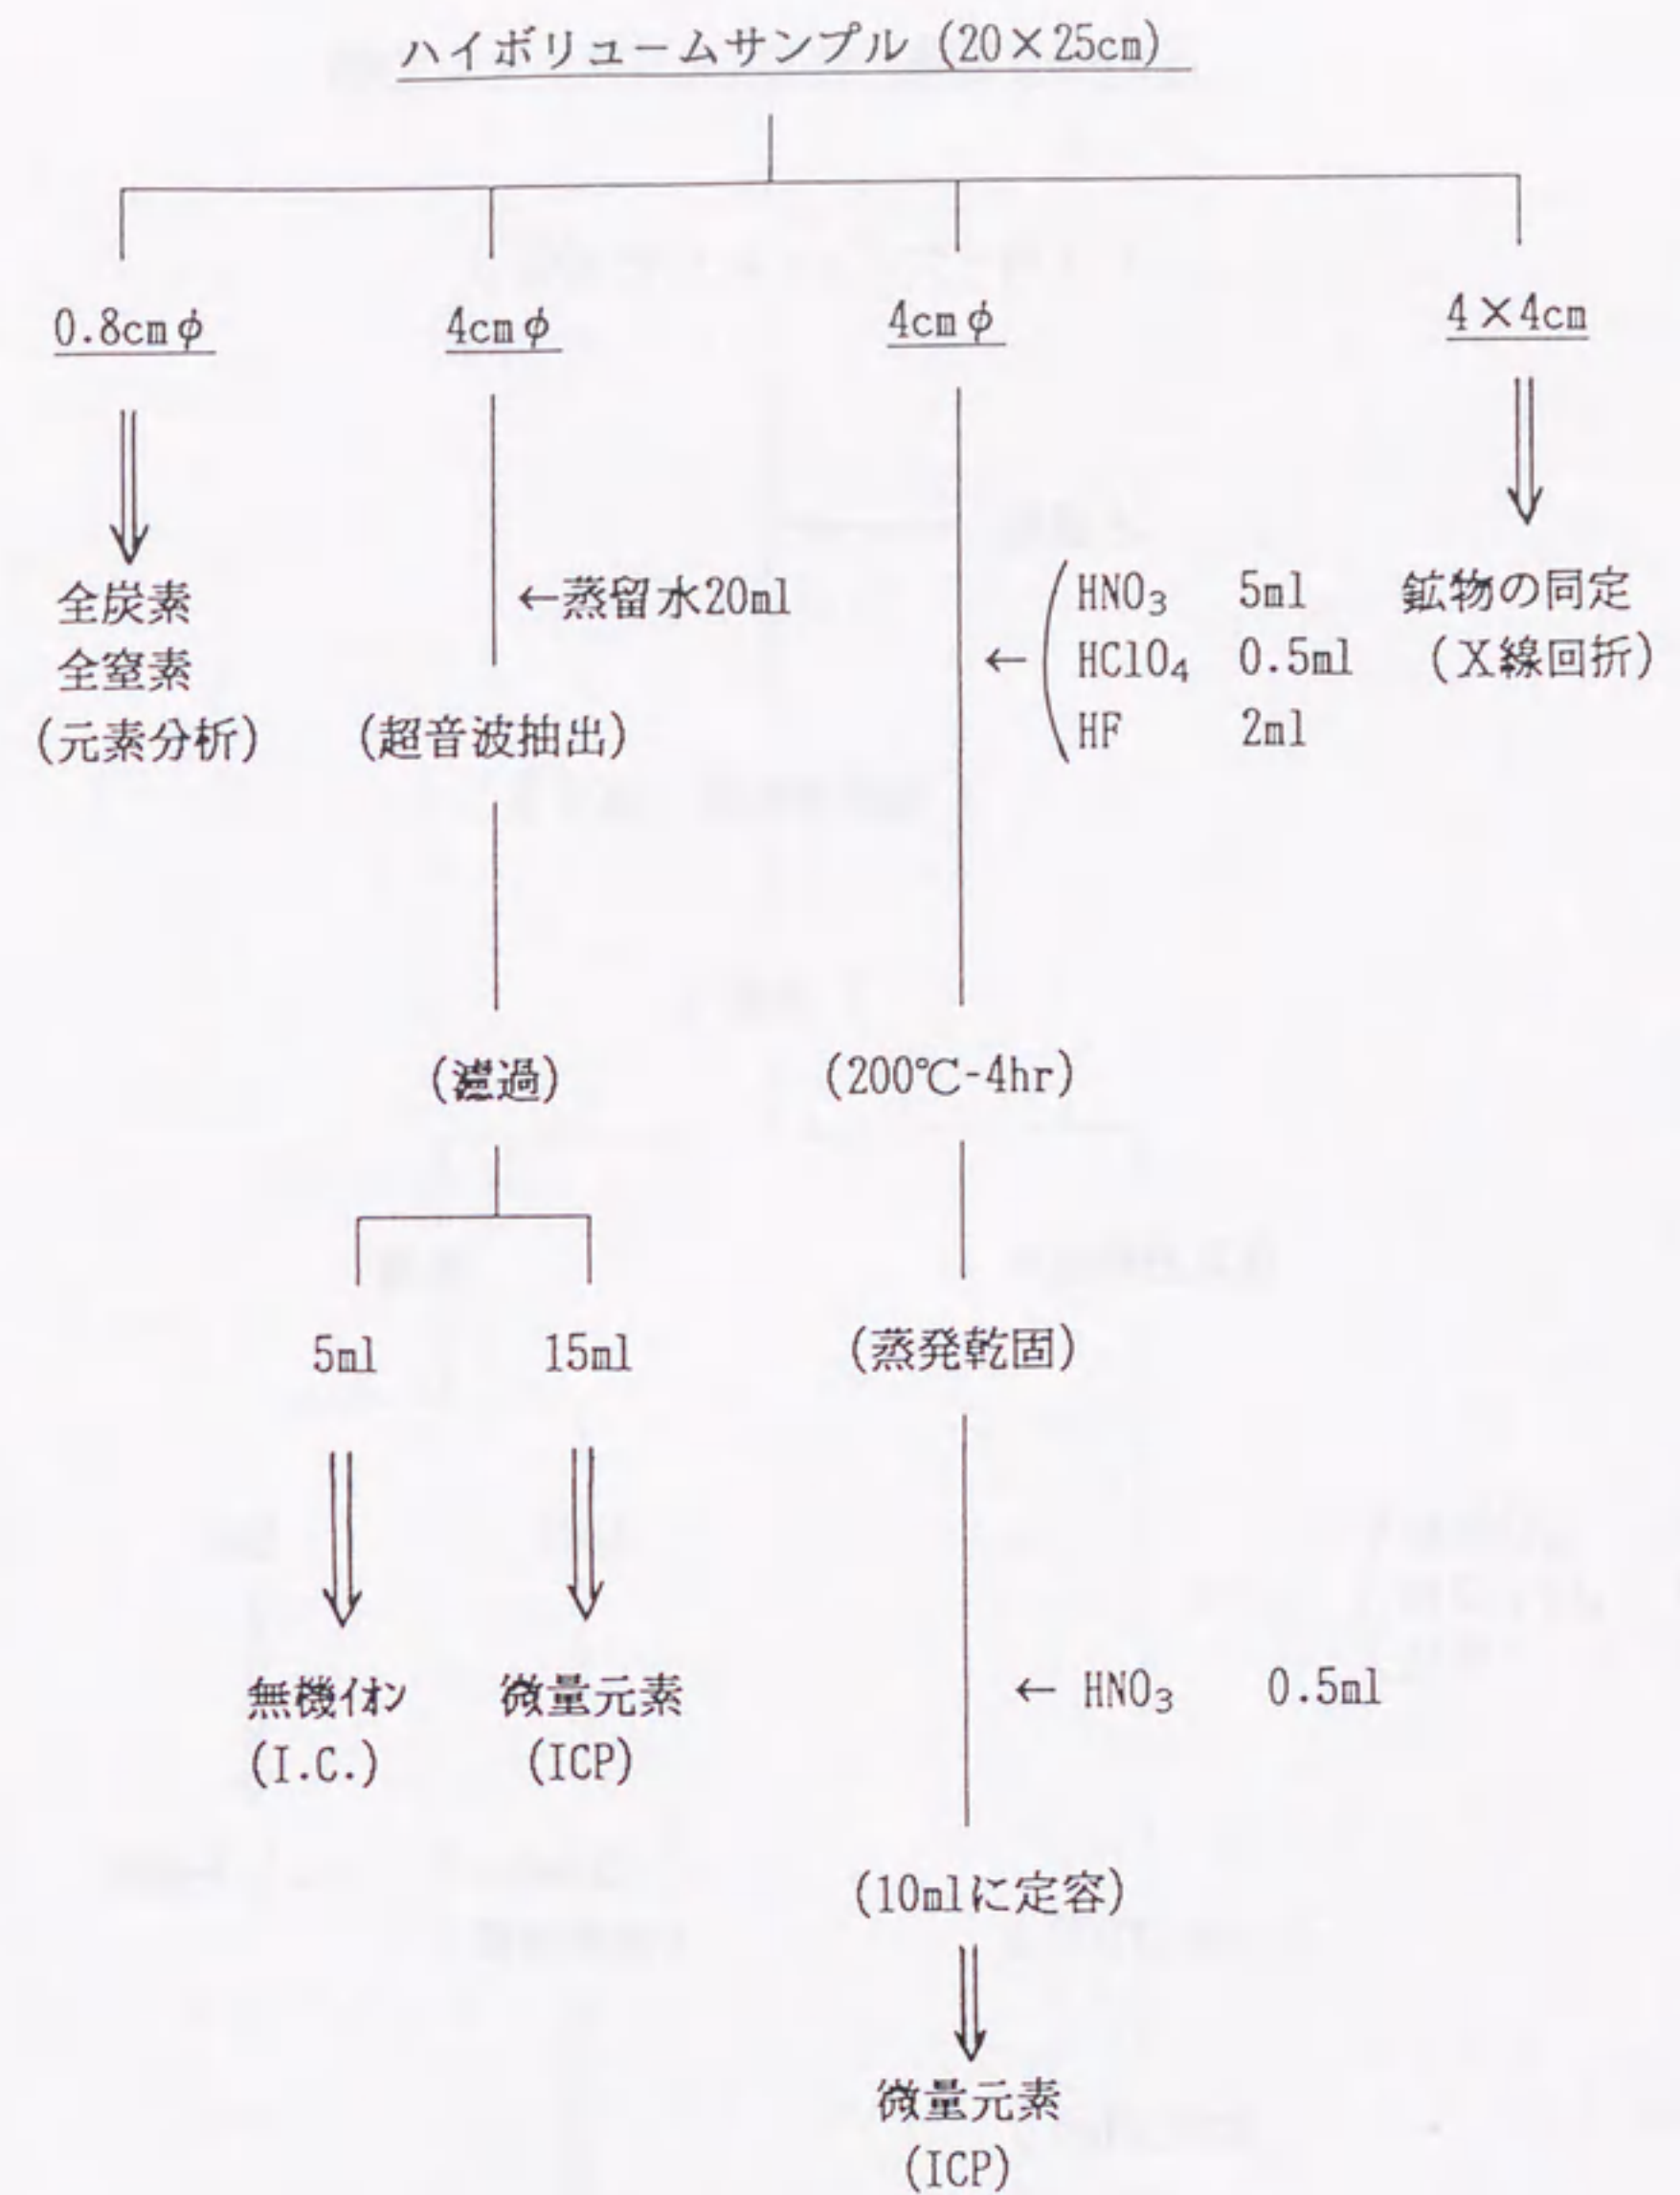 ハイボリュームサンプル (20×25cm)
0.8cmφ
4cmφ
4cmφ
4×4cm
全炭素
全窒素
(元素分析)
←蒸留水20ml
(超音波抽出)
(濾過)
5ml
15ml
無機イオン
(I.C.)
微量元素
(ICP)
← HNO₃ 5ml
HClO₄ 0.5ml
HF 2ml
(200℃-4hr)
(蒸発乾固)
← HNO₃ 0.5ml
(10mlに定容)
微量元素
(ICP)
鉱物の同定
(X線回折)